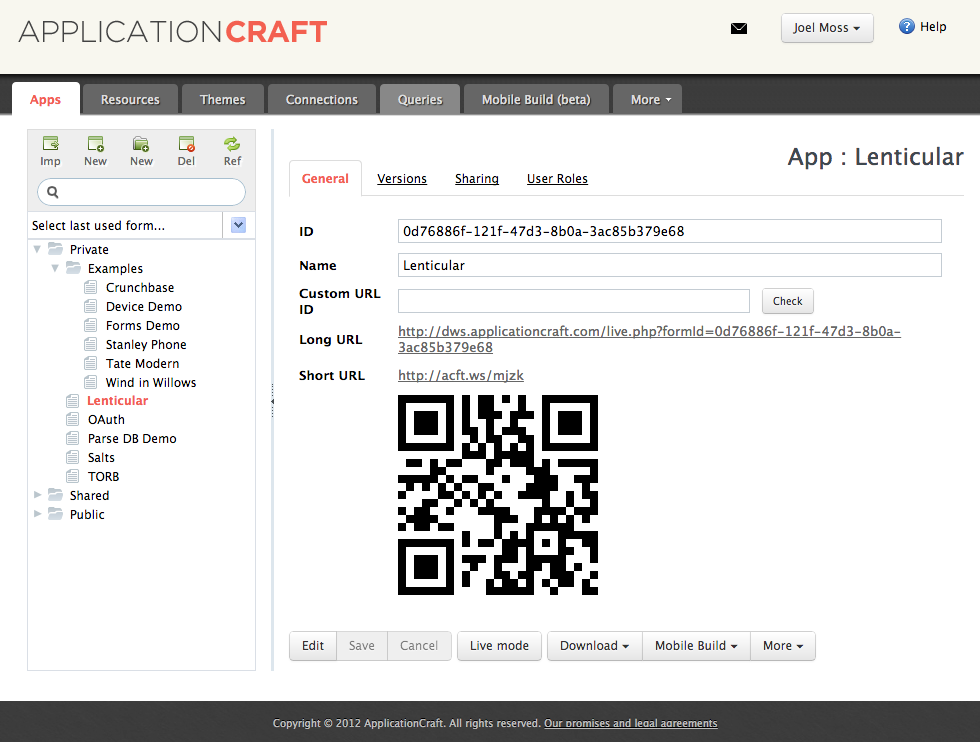 APPLICATIONCRAFT
Joel Moss
Help
Apps
Resources
Themes
Connections
Queries
Mobile Build (beta)
More
Imp
New
New
Del
Ref
Select last used form...
Private
Examples
Crunchbase
Device Demo
Forms Demo
Stanley Phone
Tate Modern
Wind in Willows
Lenticular
OAuth
Parse DB Demo
Salts
TORB
Shared
Public
App : Lenticular
General
Versions
Sharing
User Roles
ID
0d76886f-121f-47d3-8b0a-3ac85b379e68
Name
Lenticular
Custom URL
ID
Check
Long URL
http://dws.applicationcraft.com/live.php?formId=0d76886f-121f-47d3-8b0a-
3ac85b379e68
Short URL
http://acft.ws/mjzk
Edit
Save
Cancel
Live mode
Download
Mobile Build
More
Copyright © 2012 ApplicationCraft. All rights reserved. Our promises and legal agreements